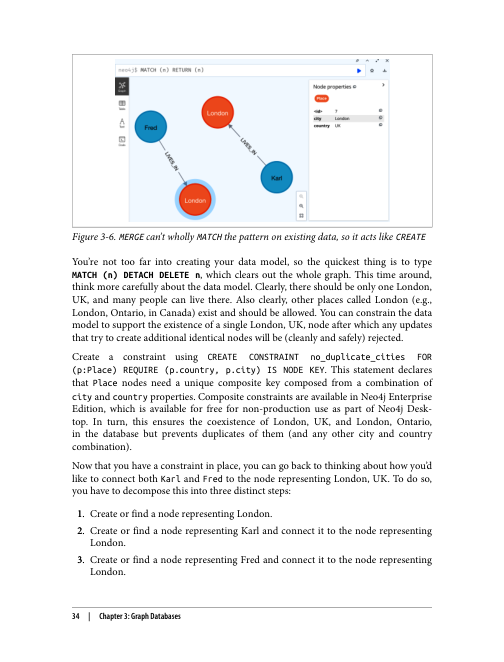 neo4j$ MATCH (n) RETURN (n)
Node properties
Place
Fred
London
LIVES_IN
LIVES_IN
Karl
London
<id> 7
city London
country UK
Figure 3-6. MERGE can't wholly MATCH the pattern on existing data, so it acts like CREATE
You're not too far into creating your data model, so the quickest thing is to type
MATCH (n) DETACH DELETE n, which clears out the whole graph. This time around,
think more carefully about the data model. Clearly, there should be only one London,
UK, and many people can live there. Also clearly, other places called London (e.g.,
London, Ontario, in Canada) exist and should be allowed. You can constrain the data
model to support the existence of a single London, UK, node after which any updates
that try to create additional identical nodes will be (cleanly and safely) rejected.
Create a constraint using CREATE CONSTRAINT no_duplicate_cities FOR
(p:Place) REQUIRE (p.country, p.city) IS NODE KEY. This statement declares
that Place nodes need a unique composite key composed from a combination of
city and country properties. Composite constraints are available in Neo4j Enterprise
Edition, which is available for free for non-production use as part of Neo4j Desk-
top. In turn, this ensures the coexistence of London, UK, and London, Ontario,
in the database but prevents duplicates of them (and any other city and country
combination).
Now that you have a constraint in place, you can go back to thinking about how you'd
like to connect both Karl and Fred to the node representing London, UK. To do so,
you have to decompose this into three distinct steps:
1. Create or find a node representing London.
2. Create or find a node representing Karl and connect it to the node representing
London.
3. Create or find a node representing Fred and connect it to the node representing
London.
34 | Chapter 3: Graph Databases